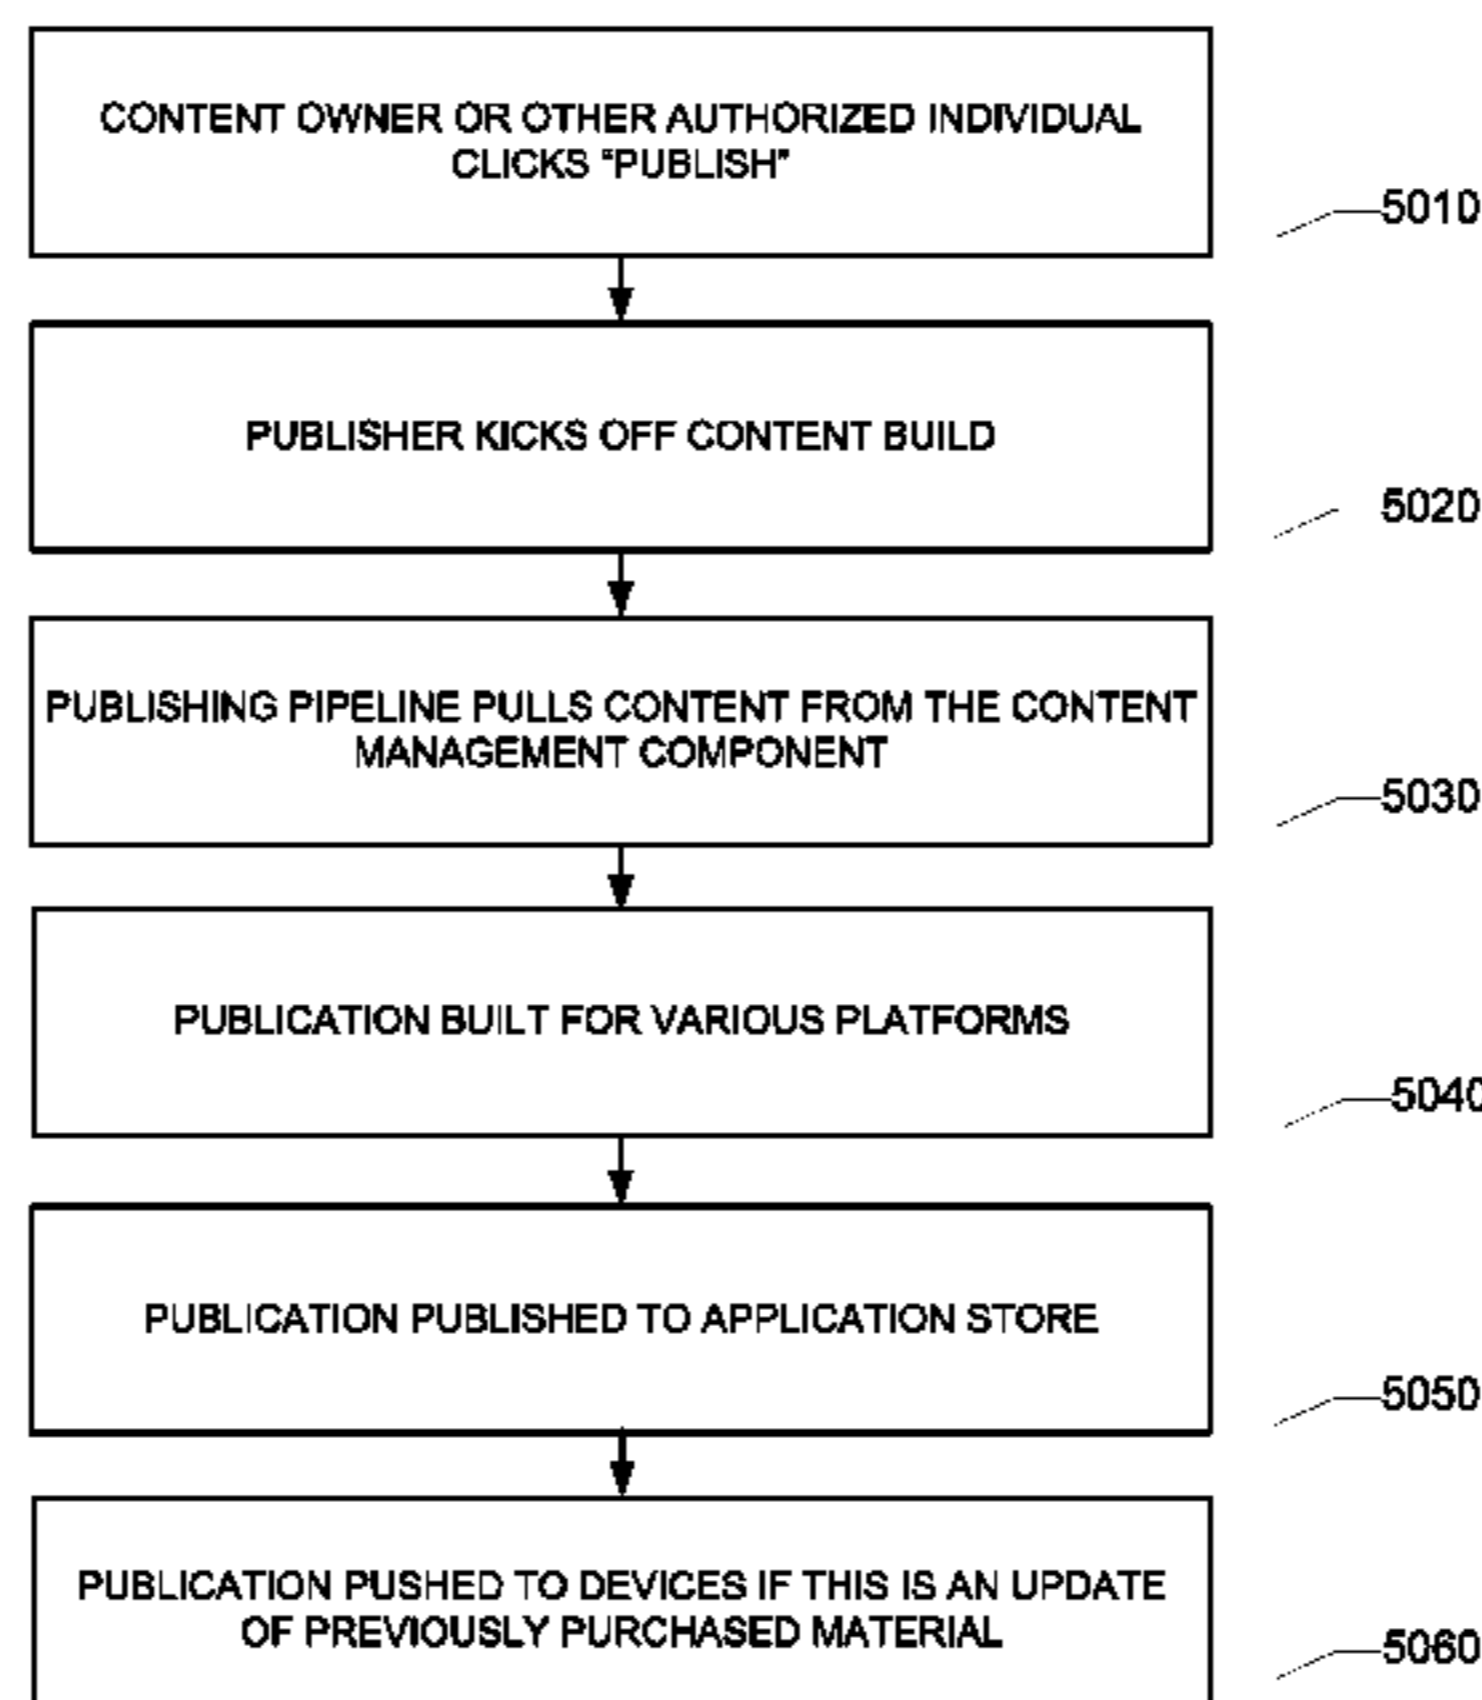 CONTENT OWNER OR OTHER AUTHORIZED INDIVIDUAL
CLICKS "PUBLISH"
5010
PUBLISHER KICKS OFF CONTENT BUILD
5020
PUBLISHING PIPELINE PULLS CONTENT FROM THE CONTENT
MANAGEMENT COMPONENT
5030
PUBLICATION BUILT FOR VARIOUS PLATFORMS
5040
PUBLICATION PUBLISHED TO APPLICATION STORE
5050
PUBLICATION PUSHED TO DEVICES IF THIS IS AN UPDATE
OF PREVIOUSLY PURCHASED MATERIAL
5060